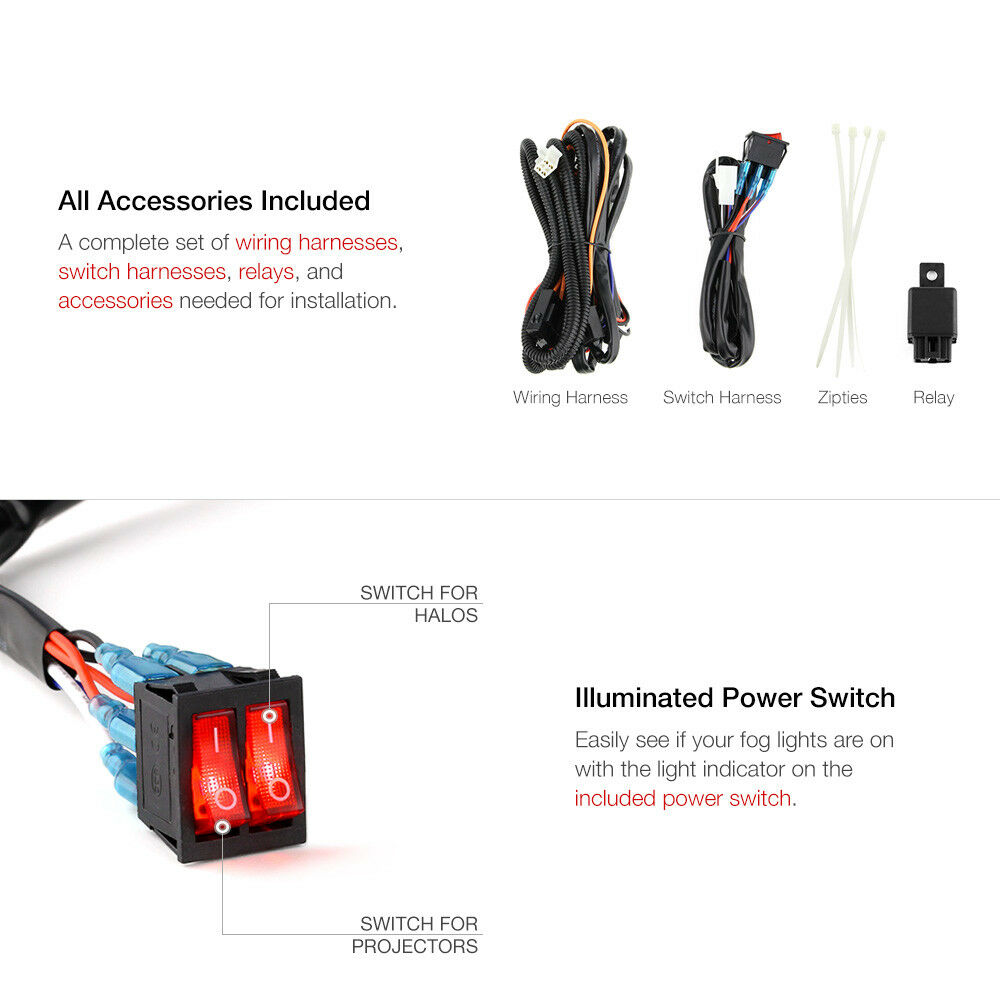 All Accessories Included
A complete set of wiring harnesses,
switch harnesses, relays, and
accessories needed for installation.
Wiring Harness
Switch Harness
Zipties
Relay
SWITCH FOR
HALOS
Illuminated Power Switch
Easily see if your fog lights are on
with the light indicator on the
included power switch.
SWITCH FOR
PROJECTORS